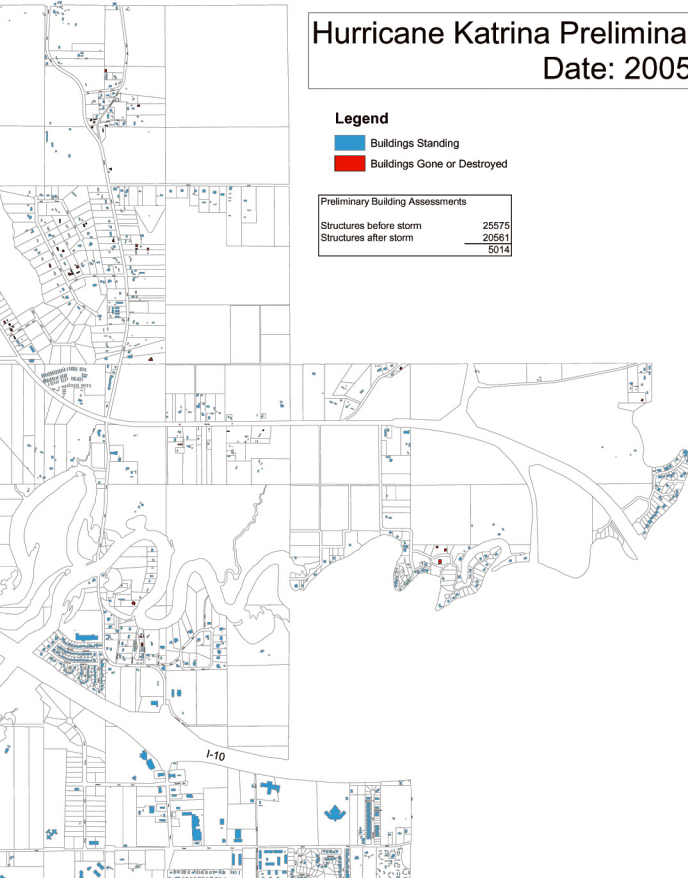 Hurricane Katrina Prelimina
Date: 2005
Legend
Buildings Standing
Buildings Gone or Destroyed
Preliminary Building Assessments
Structures before storm 25575
Structures after storm 20561
5014
I-10